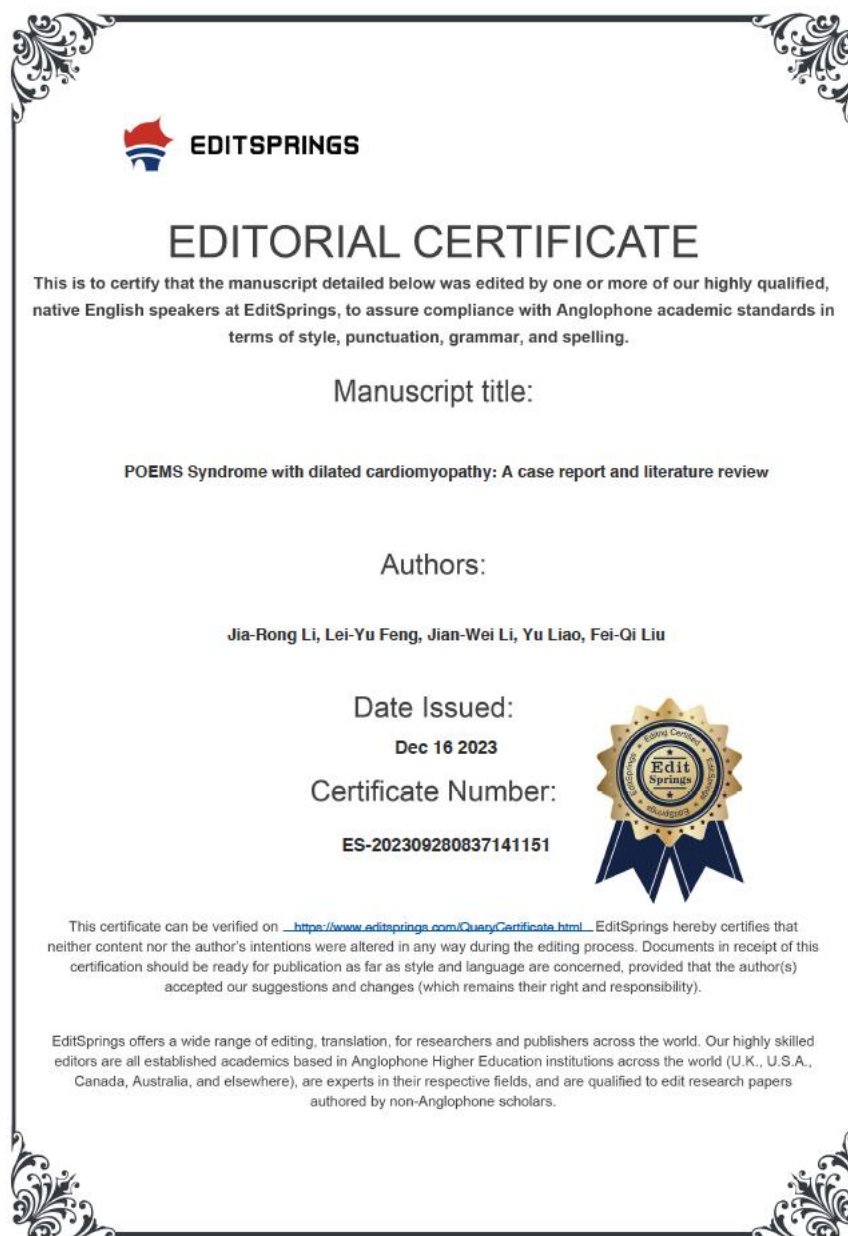 EDITSPRINGS
EDITORIAL CERTIFICATE
This is to certify that the manuscript detailed below was edited by one or more of our highly qualified,
native English speakers at EditSprings, to assure compliance with Anglophone academic standards in
terms of style, punctuation, grammar, and spelling.
Manuscript title:
POEMS Syndrome with dilated cardiomyopathy: A case report and literature review
Authors:
Jia-Rong Li, Lei-Yu Feng, Jian-Wei Li, Yu Liao, Fei-Qi Liu
Date Issued:
Dec 16 2023
Certificate Number:
ES-202309280837141151
Editing Certified
EditSprings
EditSprings
EditSprings
Edit
Springs
This certificate can be verified on https://www.editsprings.com/QueryCertificate.html EditSprings hereby certifies that
neither content nor the author's intentions were altered in any way during the editing process. Documents in receipt of this
certification should be ready for publication as far as style and language are concerned, provided that the author(s)
accepted our suggestions and changes (which remains their right and responsibility).
EditSprings offers a wide range of editing, translation, for researchers and publishers across the world. Our highly skilled
editors are all established academics based in Anglophone Higher Education institutions across the world (U.K., U.S.A.,
Canada, Australia, and elsewhere), are experts in their respective fields, and are qualified to edit research papers
authored by non-Anglophone scholars.